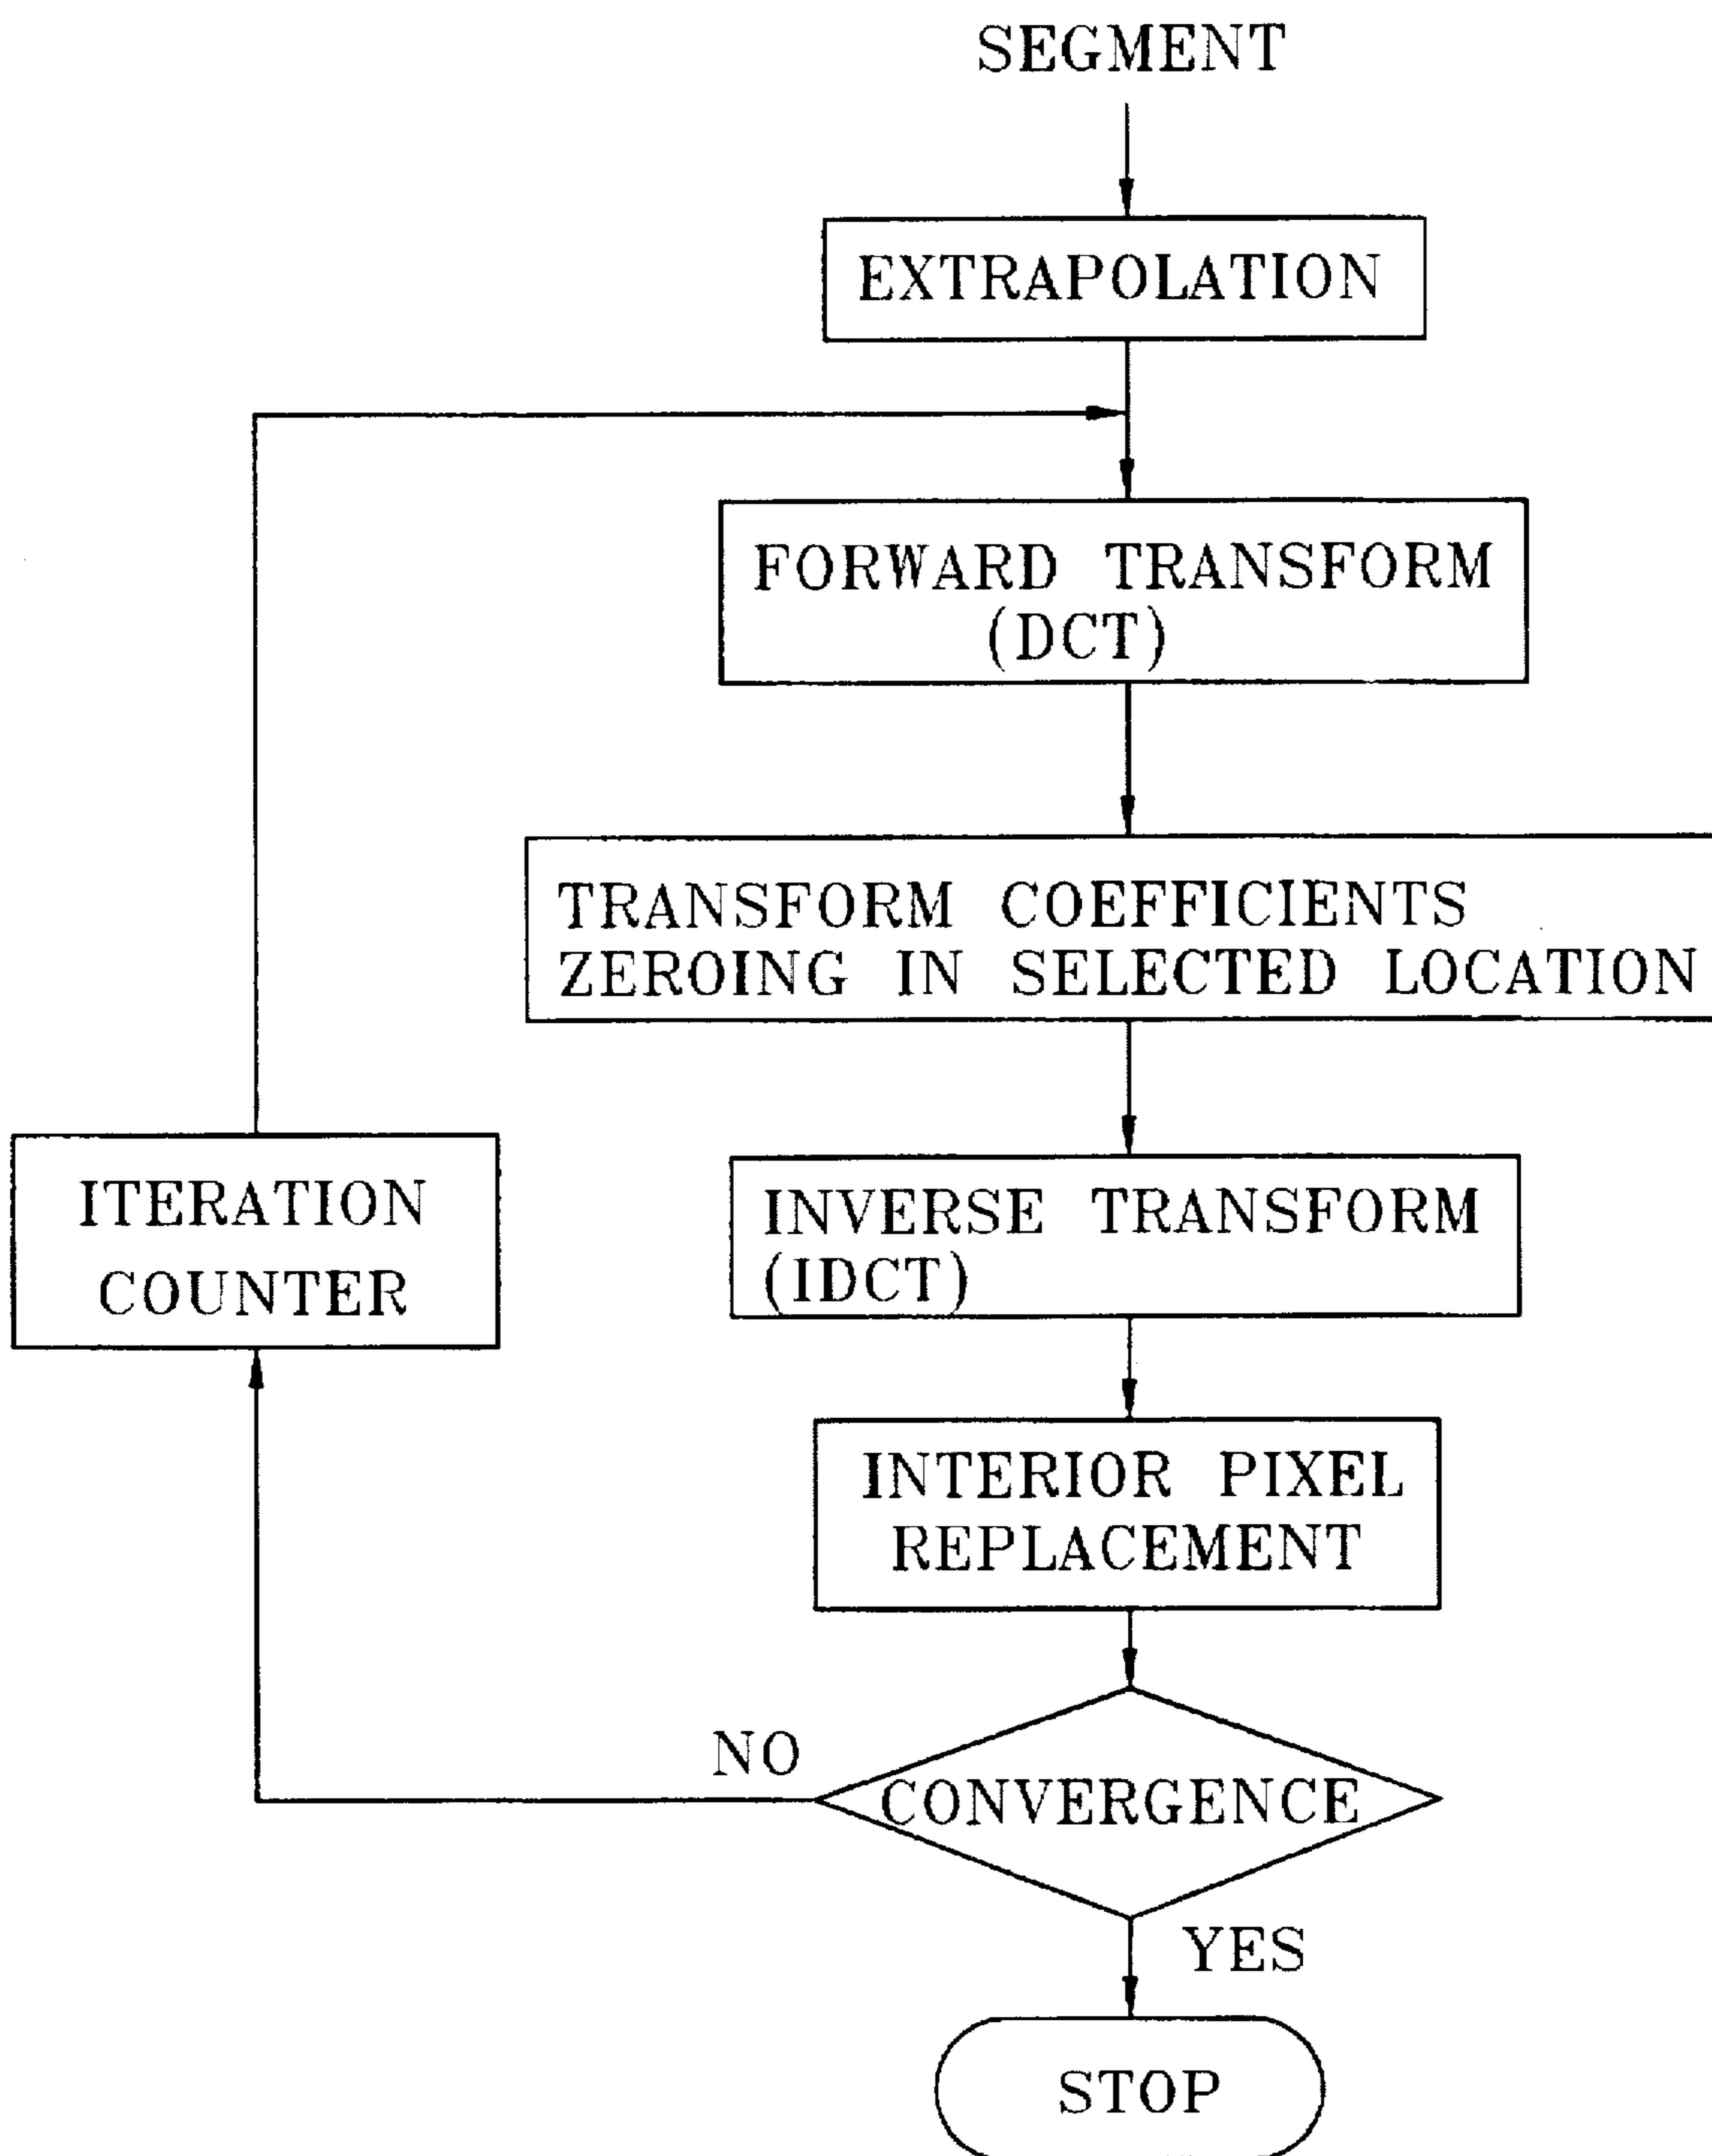 SEGMENT
EXTRAPOLATION
FORWARD TRANSFORM
(DCT)
TRANSFORM COEFFICIENTS
ZEROING IN SELECTED LOCATION
ITERATION
COUNTER
INVERSE TRANSFORM
(IDCT)
INTERIOR PIXEL
REPLACEMENT
NO
CONVERGENCE
YES
STOP